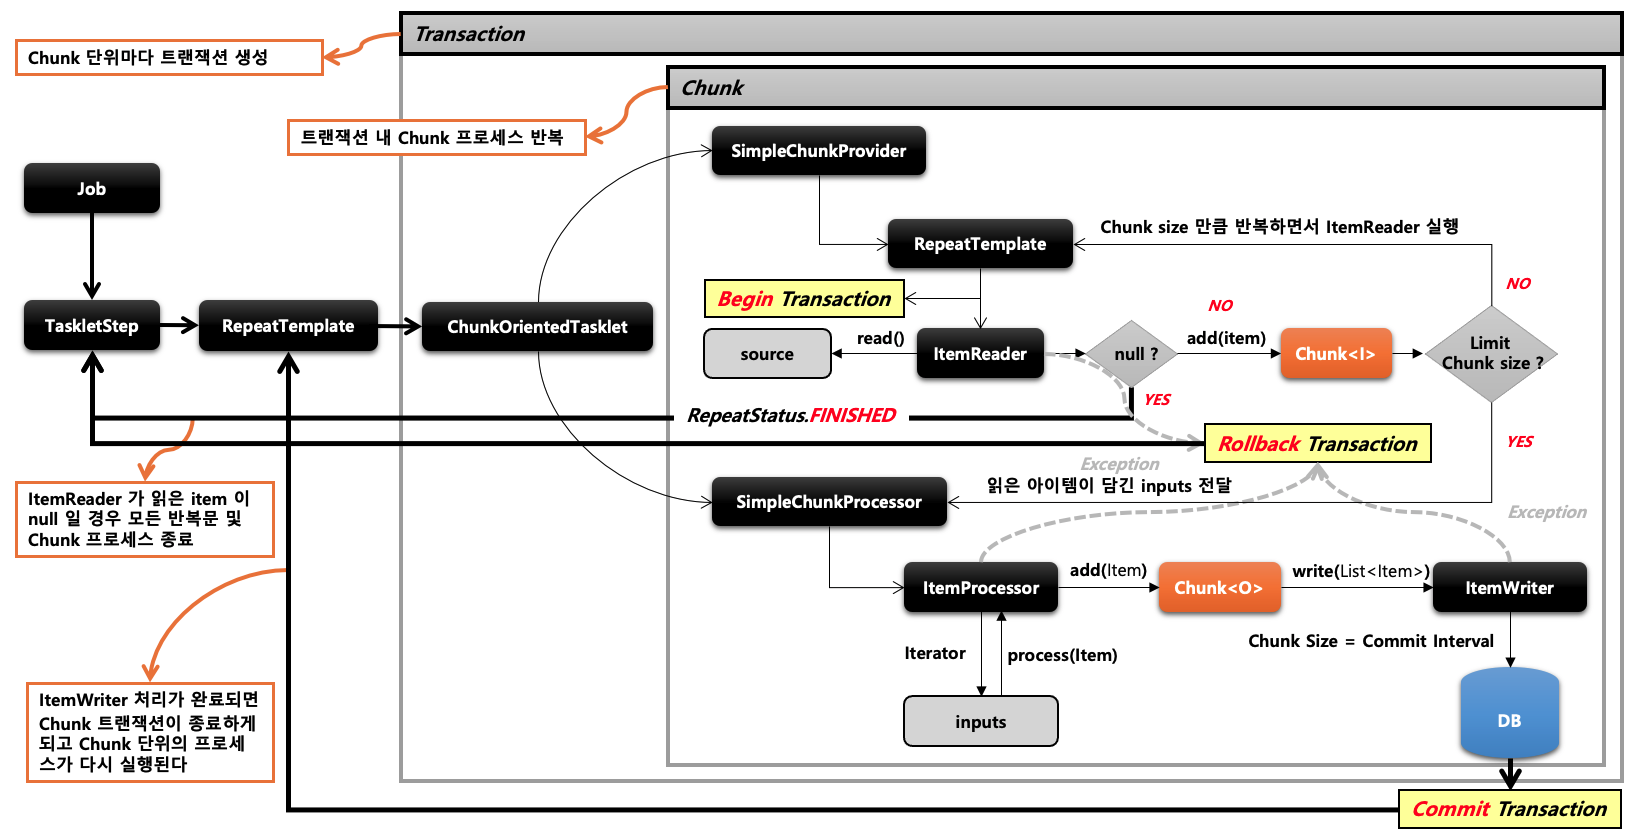 Transaction
Chunk 단위마다 트랜잭션 생성
Chunk
트랜잭션 내 Chunk 프로세스 반복
SimpleChunkProvider
Job
RepeatTemplate
Chunk size 만큼 반복하면서 ItemReader 실행
Begin Transaction
NO
NO
TaskletStep
RepeatTemplate
ChunkOrientedTasklet
source
read()
ItemReader
null ?
add(item)
Chunk<I>
Limit
Chunk size ?
YES
RepeatStatus.FINISHED
Rollback Transaction
YES
Exception
ItemReader 가 읽은 item 이
null 일 경우 모든 반복문 및
Chunk 프로세스 종료
SimpleChunkProcessor
읽은 아이템이 담긴 inputs 전달
Exception
ItemProcessor
add(Item)
Chunk<O>
write(List<Item>)
ItemWriter
Iterator
process(Item)
Chunk Size = Commit Interval
inputs
DB
ItemWriter 처리가 완료되면
Chunk 트랜잭션이 종료하게
되고 Chunk 단위의 프로세
스가 다시 실행된다
Commit Transaction